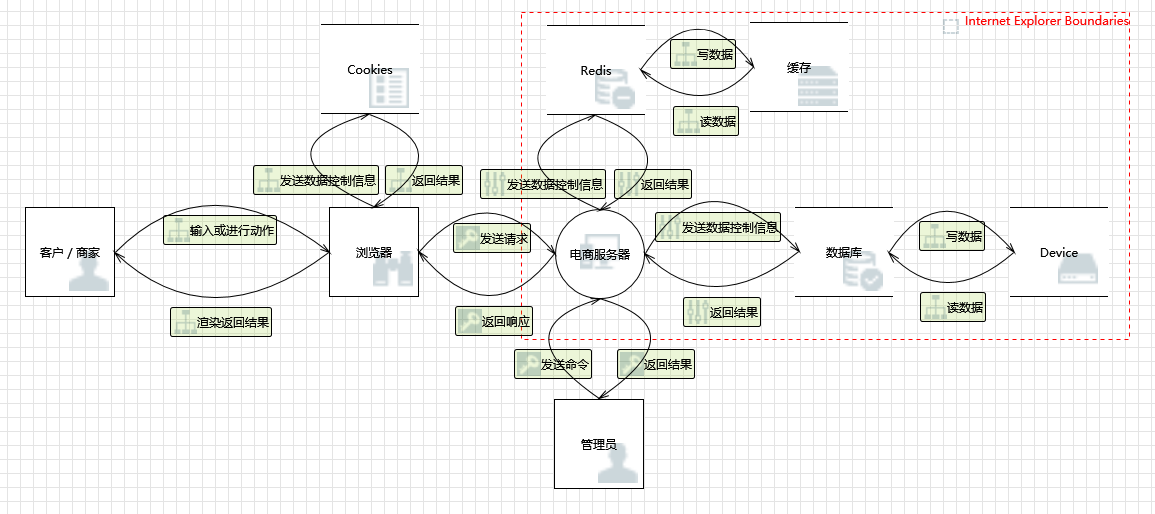 Internet Explorer Boundaries
Cookies
Redis
写数据
缓存
读数据
发送数据控制信息
返回结果
发送数据控制信息
返回结果
客户 / 商家
输入或进行动作
渲染返回结果
浏览器
发送请求
返回响应
电商服务器
发送数据控制信息
返回结果
数据库
写数据
读数据
Device
发送命令
返回结果
管理员